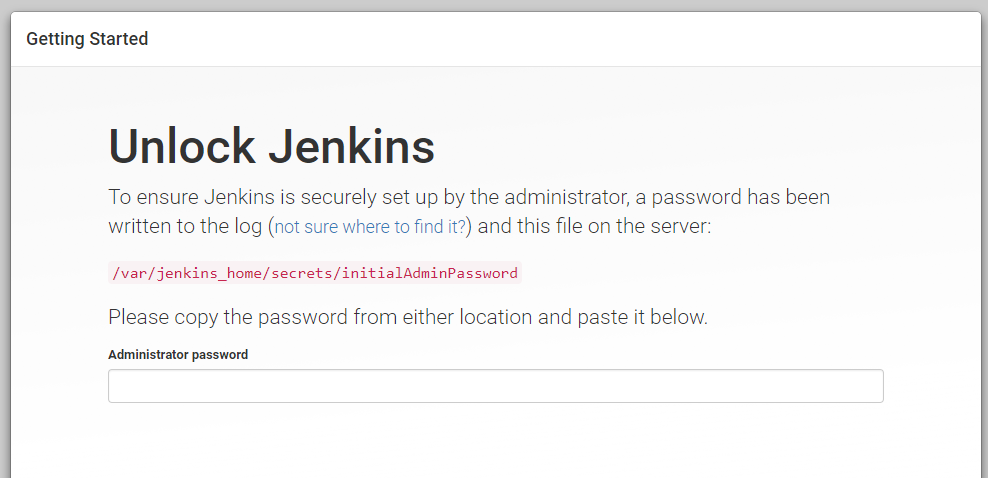 Getting Started
Unlock Jenkins
To ensure Jenkins is securely set up by the administrator, a password has been
written to the log (not sure where to find it?) and this file on the server:
/var/jenkins_home/secrets/initialAdminPassword
Please copy the password from either location and paste it below.
Administrator password